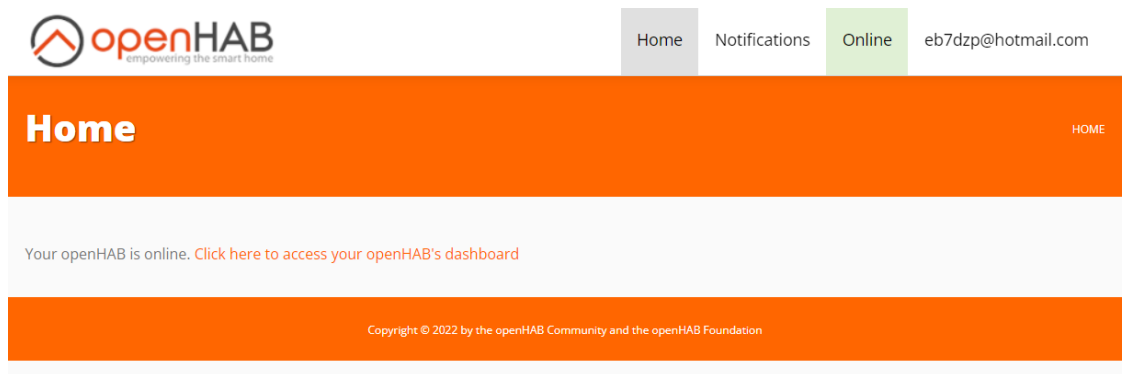 openHAB
empowering the smart home
Home Notifications Online eb7dzp@hotmail.com
Home
HOME
Your openHAB is online. Click here to access your openHAB's dashboard
Copyright © 2022 by the openHAB Community and the openHAB Foundation